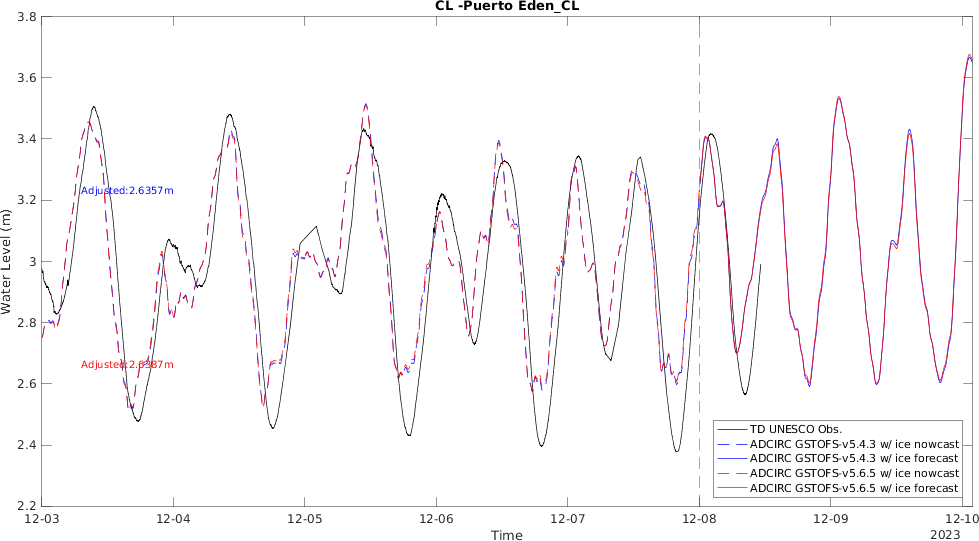 CL -Puerto Eden_CL
3.8
3.6
3.4
3.2
3
2.8
2.6
2.4
2.2
Water Level (m)
Adjusted:2.6357m
Adjusted:2.6387m
TD UNESCO Obs.
ADCIRC GSTOFS-v5.4.3 w/ ice nowcast
ADCIRC GSTOFS-v5.4.3 w/ ice forecast
ADCIRC GSTOFS-v5.6.5 w/ ice nowcast
ADCIRC GSTOFS-v5.6.5 w/ ice forecast
12-03 12-04 12-05 12-06 12-07 12-08 12-09 12-10
Time
2023